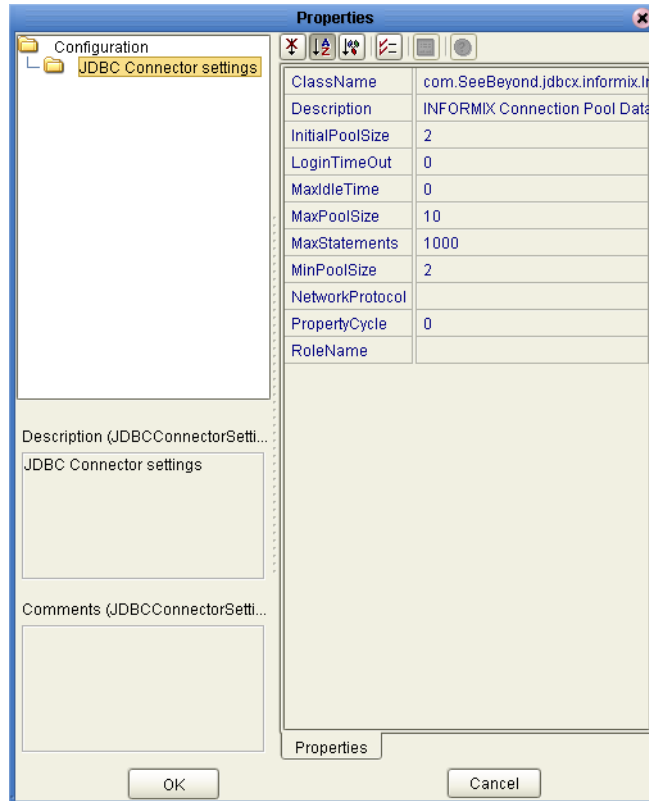 Properties
Configuration
JDBC Connector settings
ClassName com.SeeBeyond.jdbcx.informix.In
Description INFORMIX Connection Pool Data
InitialPoolSize 2
LoginTimeOut 0
MaxIdleTime 0
MaxPoolSize 10
MaxStatements 1000
MinPoolSize 2
NetworkProtocol
PropertyCycle 0
RoleName
Description (JDBCConnectorSetti...
JDBC Connector settings
Comments (JDBCConnectorSetti...
Properties
OK Cancel